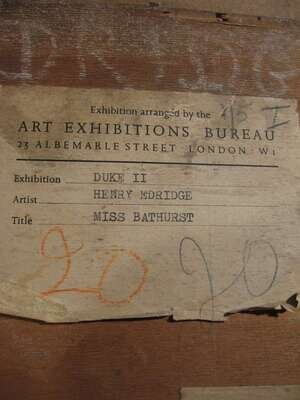 Exhibition arranged by the
ART EXHIBITIONS BUREAU
23 ALBEMARLE STREET LONDON W1
Exhibition DUKE II
Artist HENRY EDRIDGE
Title MISS BATHURST
20 20